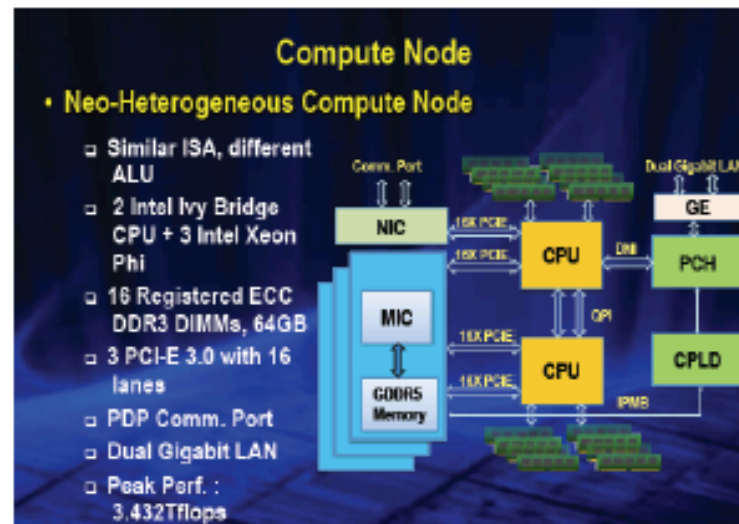 Compute Node
• Neo-Heterogeneous Compute Node
Similar ISA, different
ALU
2 Intel Ivy Bridge
CPU + 3 Intel Xeon
Phi
16 Registered ECC
DDR3 DIMMs, 64GB
3 PCI-E 3.0 with 16
lanes
PDP Comm. Port
Dual Gigabit LAN
Peak Perf. :
3.432Tflops
Comm. Port
Dual Gigabit LAN
NIC
16X PCIE
GE
16X PCIE
CPU
DMI
PCH
MIC
QPI
16X PCIE
CPU
CPLD
GDDR5
Memory
16X PCIE
IPMB